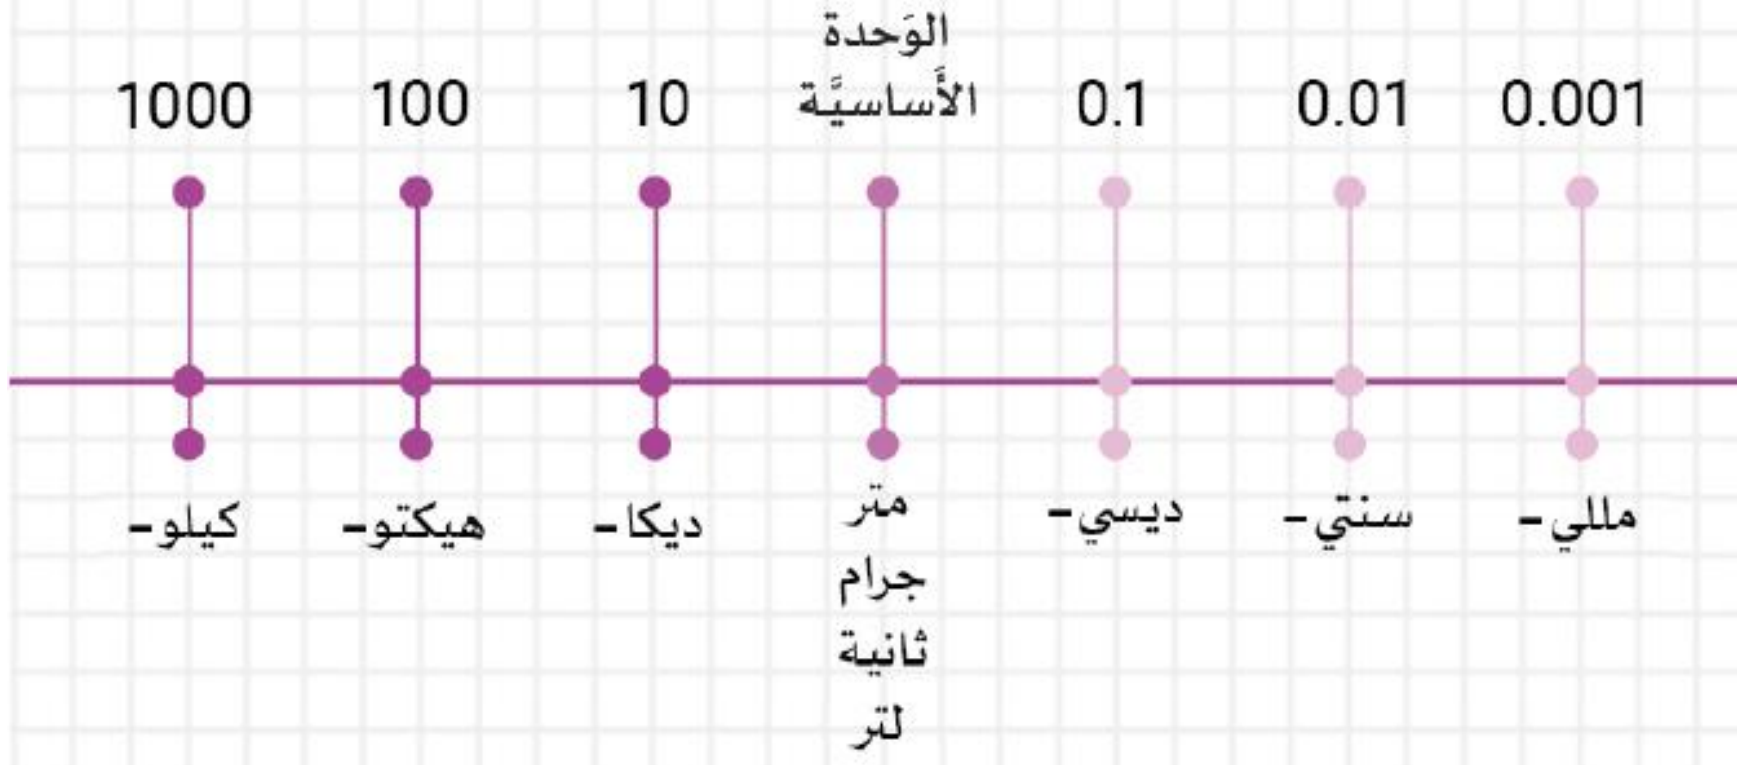 الوَحدة
الأَساسيَّة
1000
100
10
0.1
0.01
0.001
كيلو-
هيكتو-
ديكا-
متر
جرام
ثانية
لتر
ديسي-
سنتي-
مللي-